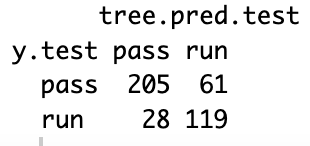 tree.pred.test
y.test pass run
pass 205 61
run 28 119